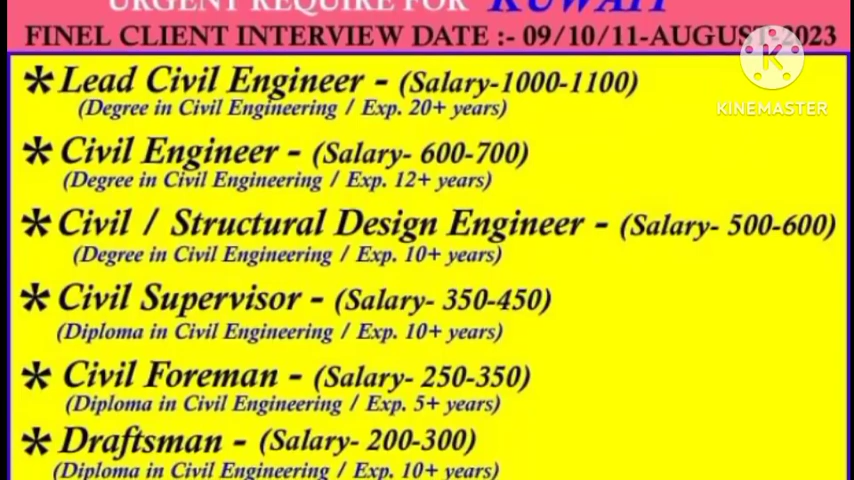 URGENT REQUIRE FOR KUWAIT
FINEL CLIENT INTERVIEW DATE :- 09/10/11-AUGUST-2023
K
KINEMASTER
* Lead Civil Engineer - (Salary-1000-1100)
(Degree in Civil Engineering / Exp. 20+ years)
* Civil Engineer - (Salary- 600-700)
(Degree in Civil Engineering / Exp. 12+ years)
* Civil / Structural Design Engineer - (Salary- 500-600)
(Degree in Civil Engineering / Exp. 10+ years)
* Civil Supervisor - (Salary- 350-450)
(Diploma in Civil Engineering / Exp. 10+ years)
* Civil Foreman - (Salary- 250-350)
(Diploma in Civil Engineering / Exp. 5+ years)
* Draftsman - (Salary- 200-300)
(Diploma in Civil Engineering / Exp. 10+ years)